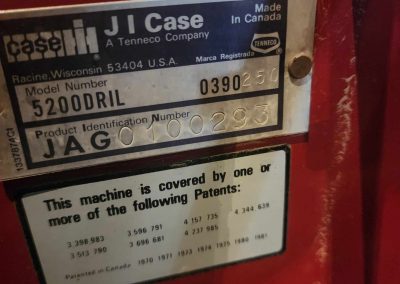 case IH
J I Case
A Tenneco Company
Made
in Canada
Racine, Wisconsin 53404 U.S.A.
Marca Registrada
TENNECO
Model Number
5200DRIL 0390250
Product Identification Number
JAG0100293
This machine is covered by one or
more of the following Patents:
3 398 983 3 596 791 4 157 735 4 344 639
3 513 790 3 696 681 4 237 985
Patented in Canada 1970 1971 1973 1974 1975 1980 1981